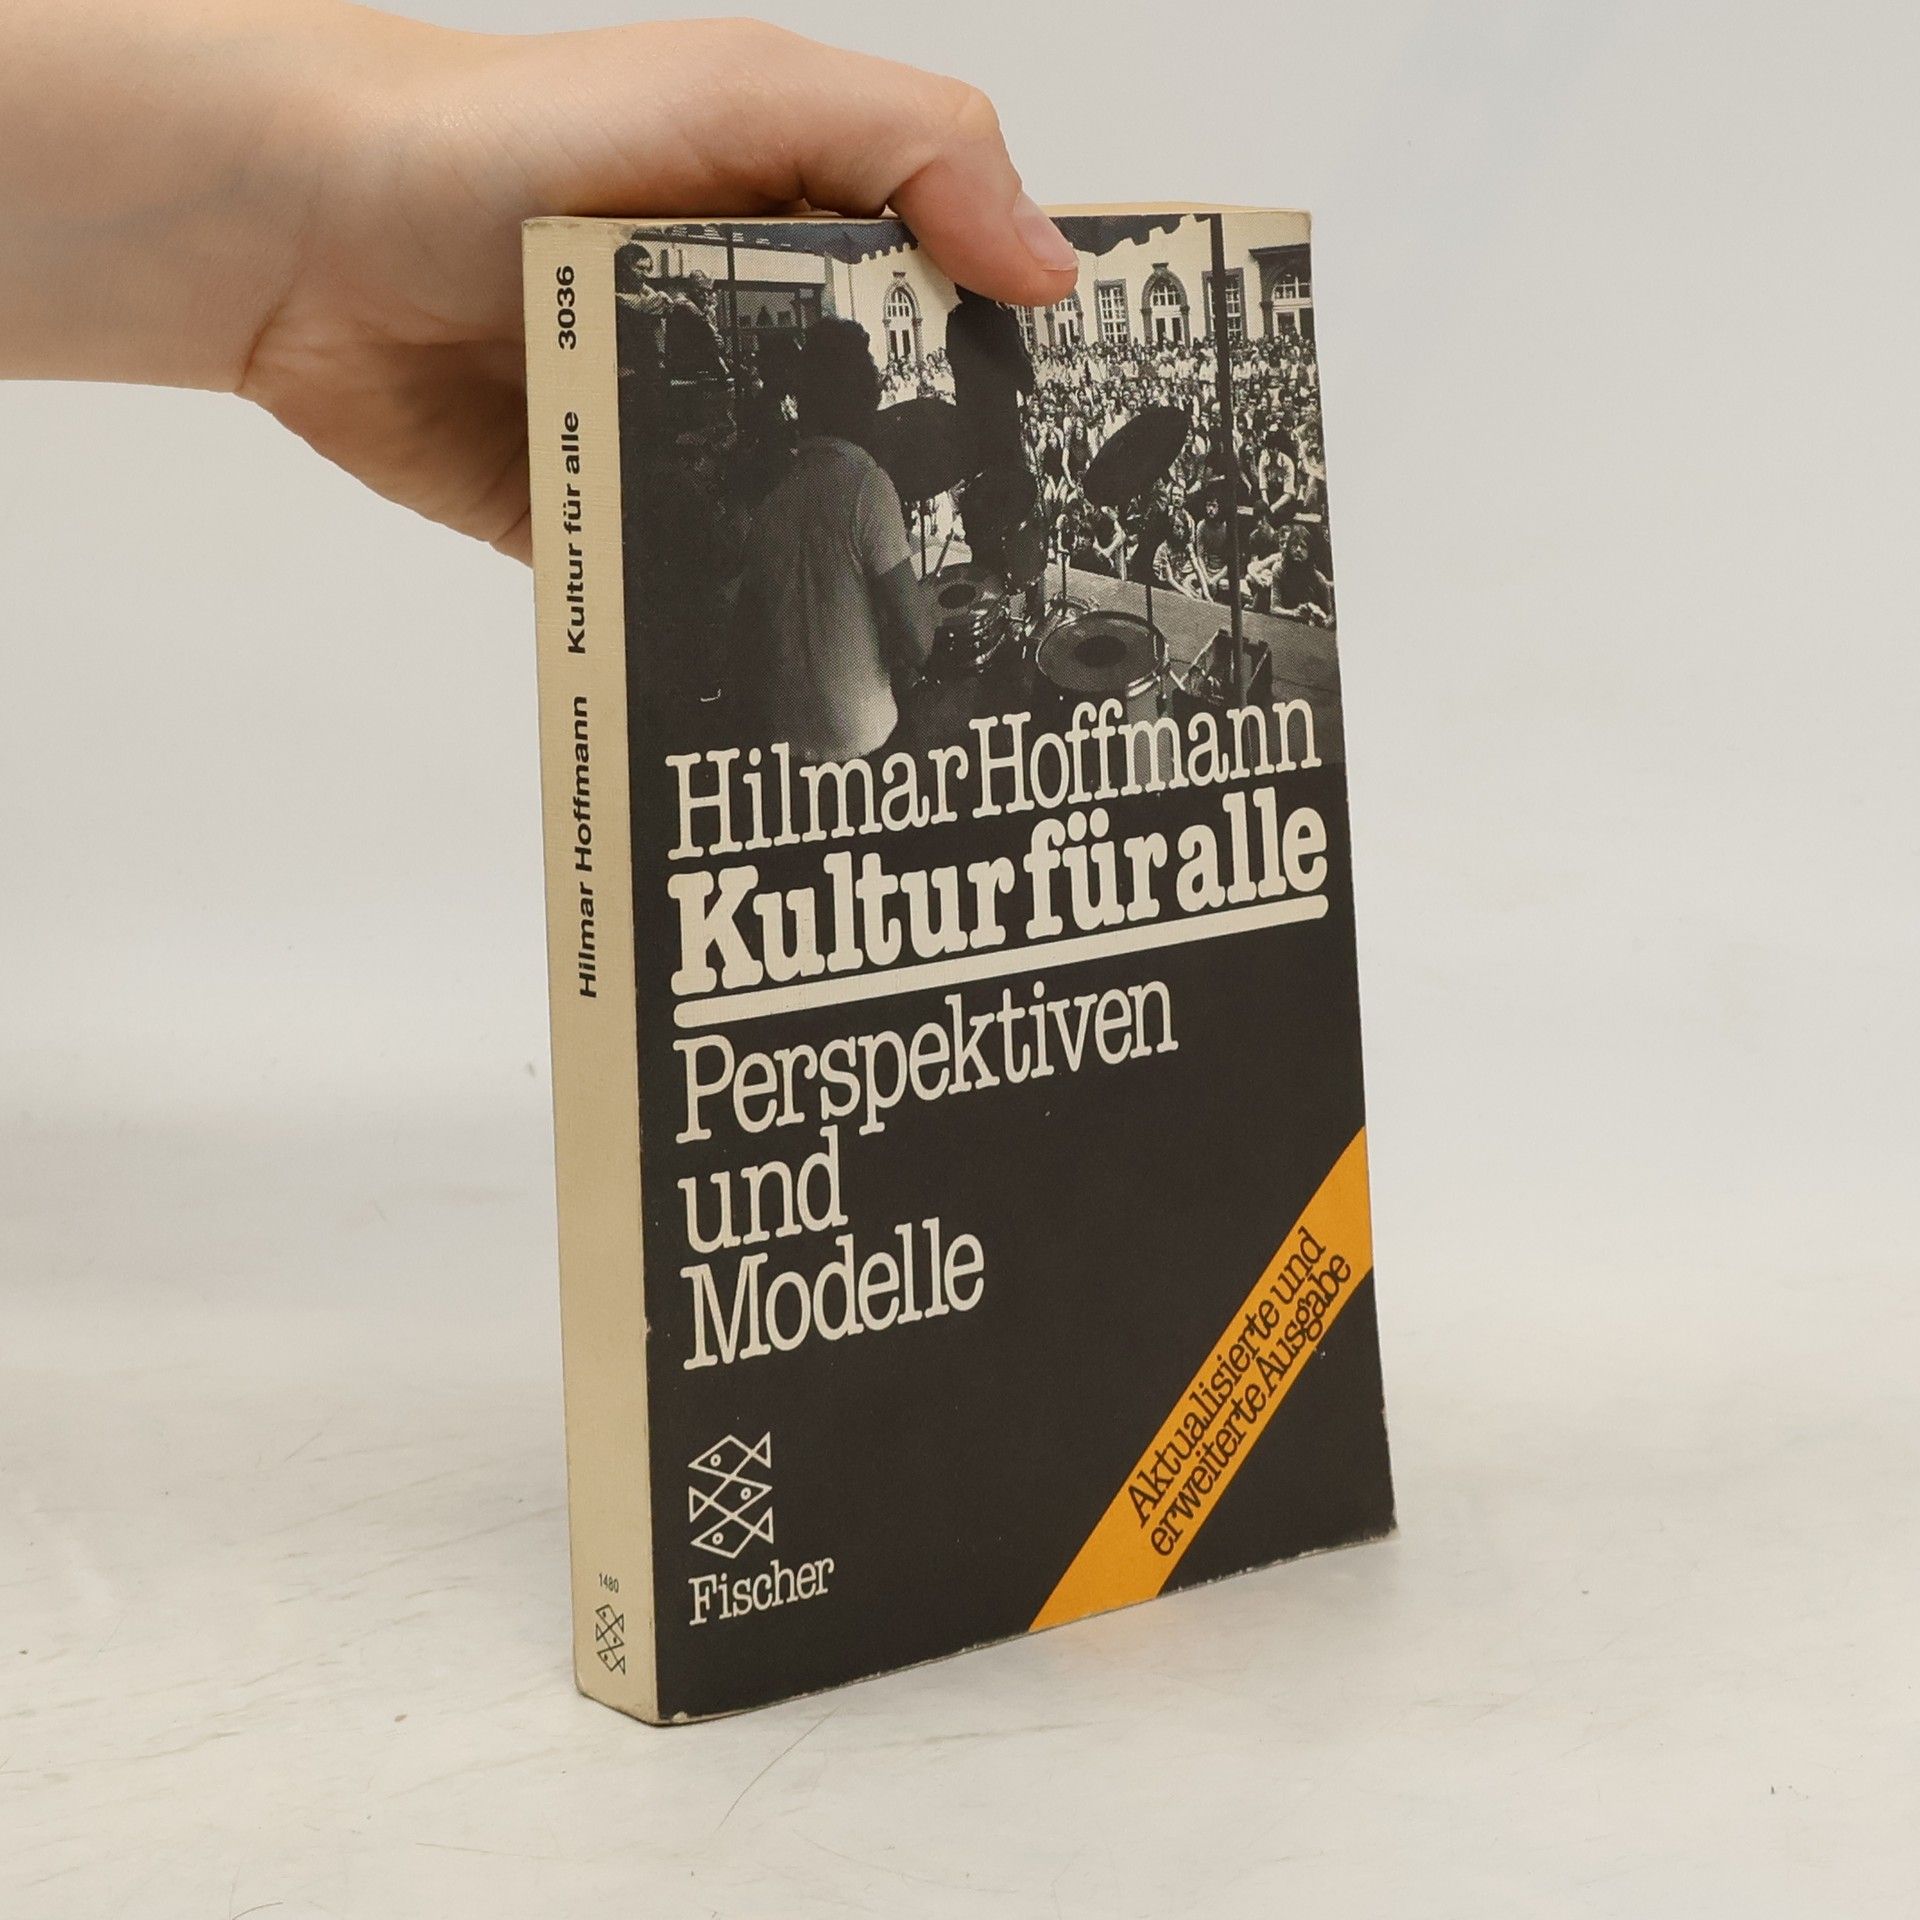 Hilmar Hoffmann Kultur für alle 3036
1480
Hilmar Hoffmann
Kultur für alle
Perspektiven
und
Modelle
Aktualisierte und
erweiterte Ausgabe
Fischer